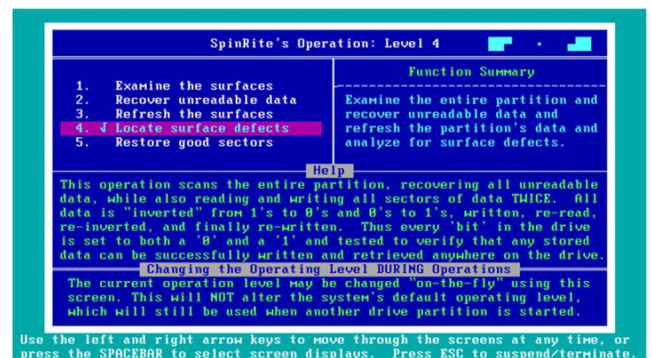 SpinRite's Operation: Level 4
Function Summary
1. Examine the surfaces
2. Recover unreadable data
3. Refresh the surfaces
4. √ Locate surface defects
5. Restore good sectors
Examine the entire partition and
recover unreadable data and
refresh the partition's data and
analyze for surface defects.
Help
This operation scans the entire partition, recovering all unreadable
data, while also reading and writing all sectors of data TWICE. All
data is "inverted" from 1's to 0's and 0's to 1's, written, re-read,
re-inverted, and finally re-written. Thus every 'bit' in the drive
is set to both a '0' and a '1' and tested to verify that any stored
data can be successfully written and retrieved anywhere on the drive.
Changing the Operating Level DURING Operations
The current operation level may be changed "on-the-fly" using this
screen. This will NOT alter the system's default operating level,
which will still be used when another drive partition is started.
Use the left and right arrow keys to move through the screens at any time, or
press the SPACEBAR to select screen displays. Press ESC to suspend/terminate.